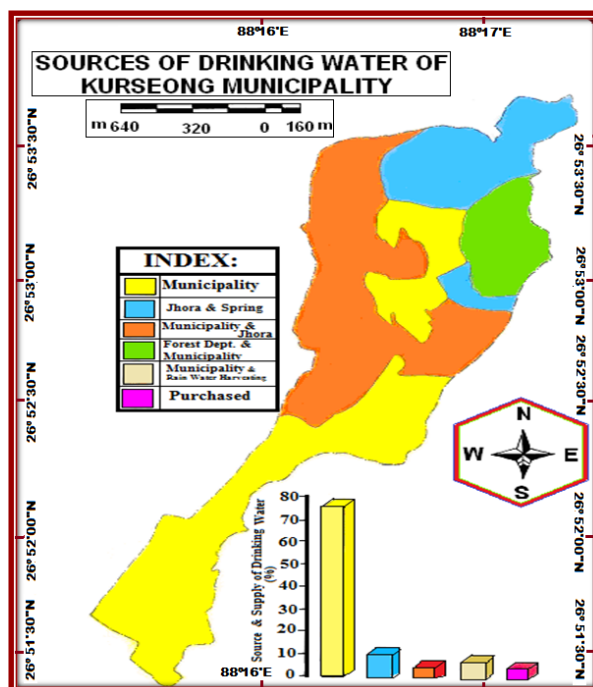 88°16'E 88°17'E
SOURCES OF DRINKING WATER OF
KURSEONG MUNICIPALITY
m 640 320 0 160 m
26° 53'30"N
26° 53'30"N
26° 53'00"N
26° 53'00"N
26° 52'30"N
26° 52'30"N
26° 52'00"N
26° 52'00"N
26° 51'30"N
26° 51'30"N
INDEX:
Municipality
Jhora & Spring
Municipality &
Jhora
Forest Dept. &
Municipality
Municipality &
Rain Water Harvesting
Purchased
N
W E
S
Source & Supply of Drinking Water
(%)
80
70
60
50
40
30
20
10
0
88°16'E 88°17'E